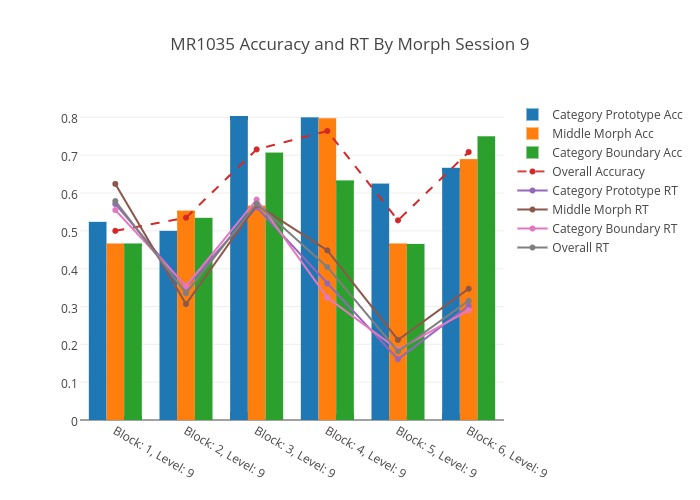 MR1035 Accuracy and RT By Morph Session 9
0.8
0.7
0.6
0.5
0.4
0.3
0.2
0.1
0
Block: 1, Level: 9
Block: 2, Level: 9
Block: 3, Level: 9
Block: 4, Level: 9
Block: 5, Level: 9
Block: 6, Level: 9
Category Prototype Acc
Middle Morph Acc
Category Boundary Acc
Overall Accuracy
Category Prototype RT
Middle Morph RT
Category Boundary RT
Overall RT